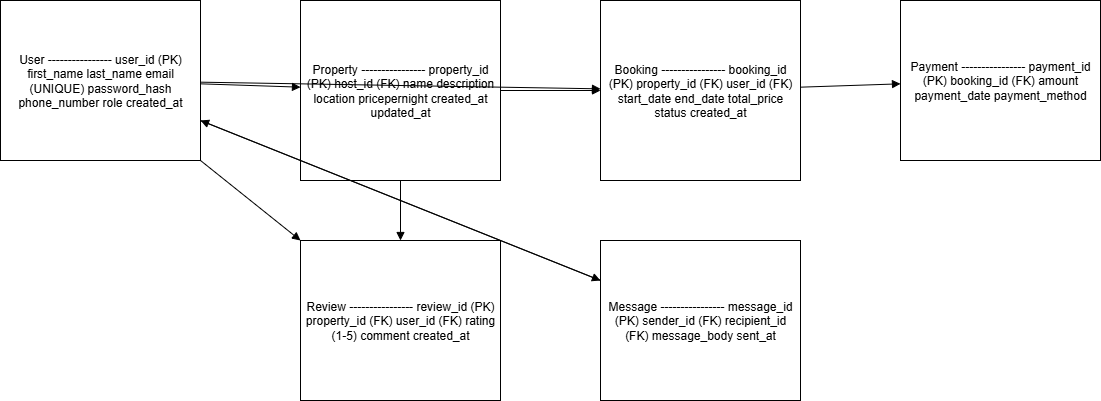 User ---------------- user_id (PK)
first_name last_name email
(UNIQUE) password_hash
phone_number role created_at
Property ---------------- property_id
(PK) host_id (FK) name description
location pricepernight created_at
updated_at
Booking ---------------- booking_id
(PK) property_id (FK) user_id (FK)
start_date end_date total_price
status created_at
Payment ---------------- payment_id
(PK) booking_id (FK) amount
payment_date payment_method
Review ---------------- review_id (PK)
property_id (FK) user_id (FK) rating
(1-5) comment created_at
Message ---------------- message_id
(PK) sender_id (FK) recipient_id
(FK) message_body sent_at